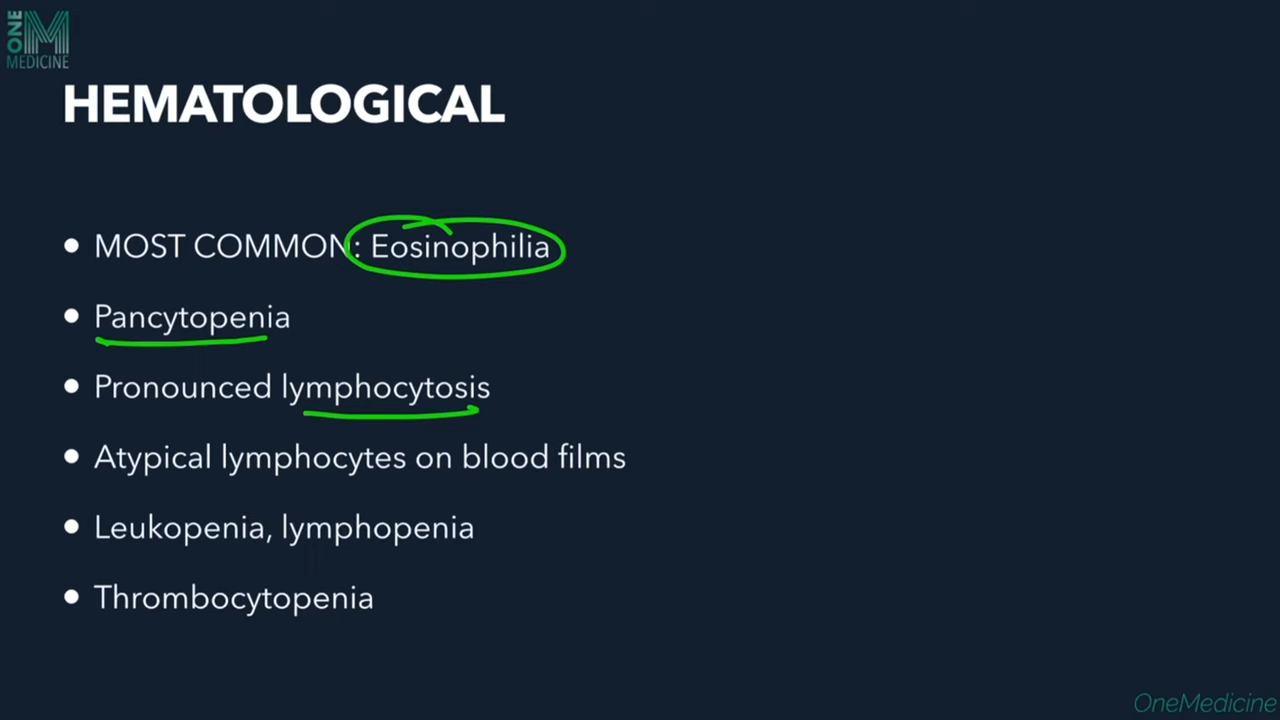 ONE
M
MEDICINE
HEMATOLOGICAL
• MOST COMMON: Eosinophilia
• Pancytopenia
• Pronounced lymphocytosis
• Atypical lymphocytes on blood films
• Leukopenia, lymphopenia
• Thrombocytopenia
OneMedicine